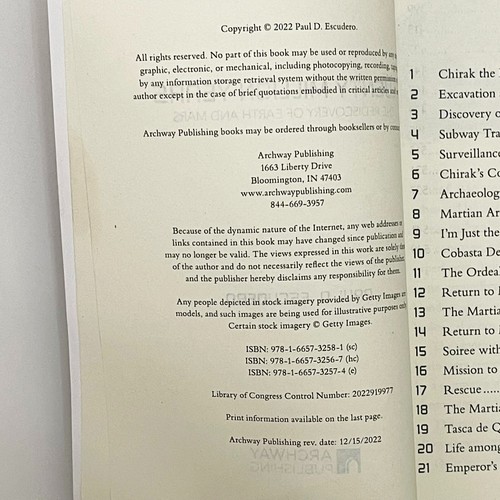 Copyright © 2022 Paul D. Escudero.
All rights reserved. No part of this book may be used or reproduced by any
graphic, electronic, or mechanical, including photocopying, recording,
by any information storage retrieval system without the written permission
author except in the case of brief quotations embodied in critical articles and
Archway Publishing books may be ordered through booksellers or by
Archway Publishing
1663 Liberty Drive
Bloomington, IN 47403
www.archwaypublishing.com
844-669-3957
Because of the dynamic nature of the Internet, any web addresses or
links contained in this book may have changed since publication and
may no longer be valid. The views expressed in this work are solely
of the author and do not necessarily reflect the views of the publisher,
and the publisher hereby disclaims any responsibility for them.
Any people depicted in stock imagery provided by Getty Images are
models, and such images are being used for illustrative purposes only.
Certain stock imagery © Getty Images.
ISBN: 978-1-6657-3258-1 (sc)
ISBN: 978-1-6657-3256-7 (hc)
ISBN: 978-1-6657-3257-4 (e)
Library of Congress Control Number: 2022919977
Print information available on the last page.
Archway Publishing rev. date: 12/15/2022
1 Chirak the
2 Excavation
3 Discovery
4 Subway
5 Surveillance
6 Chirak's
7
8 Martian
9 I'm Just the
10 Cobasta
11 The
12 Return to
13 The
14 Return to
15 Soiree with
16 Mission to
17 Rescue.....
18 The
19 Tasca de
20 Life among
21 Emperor's